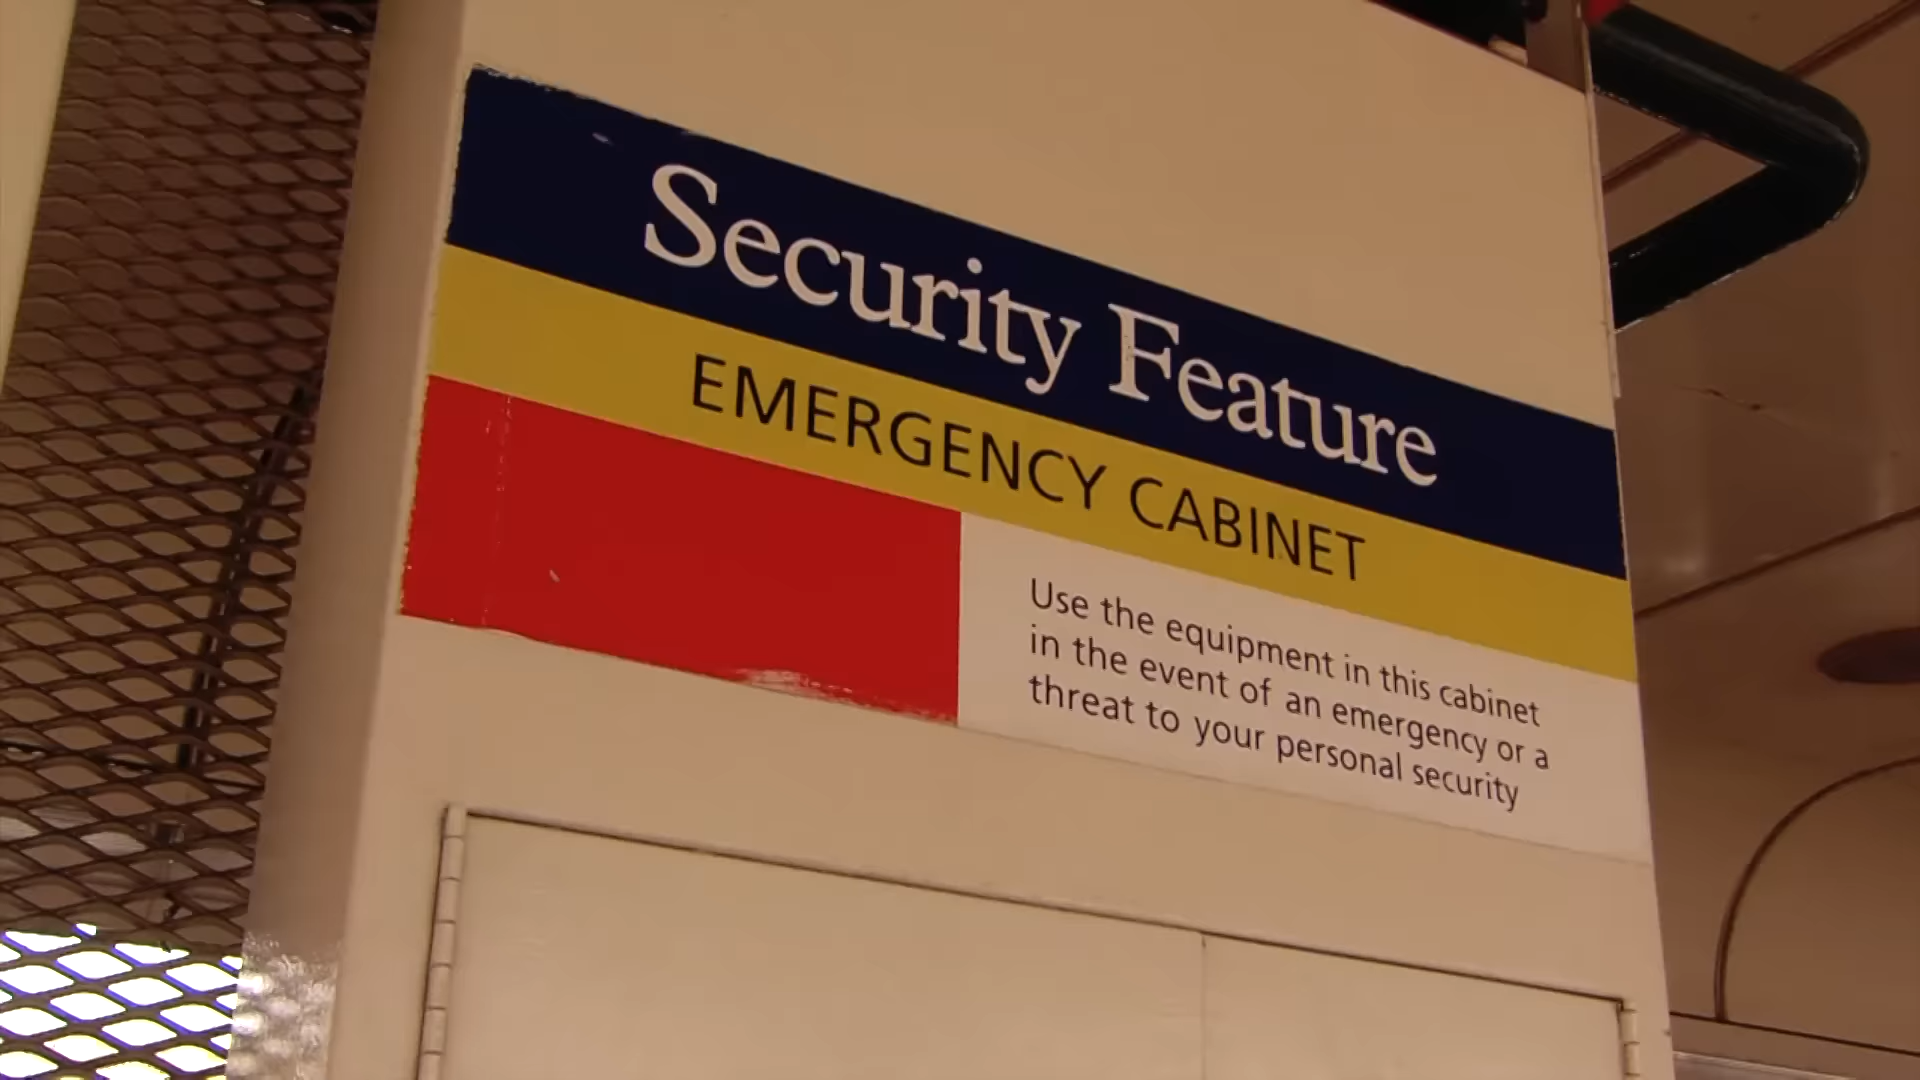 Security Feature
EMERGENCY CABINET
Use the equipment in this cabinet
in the event of an emergency or a
threat to your personal security